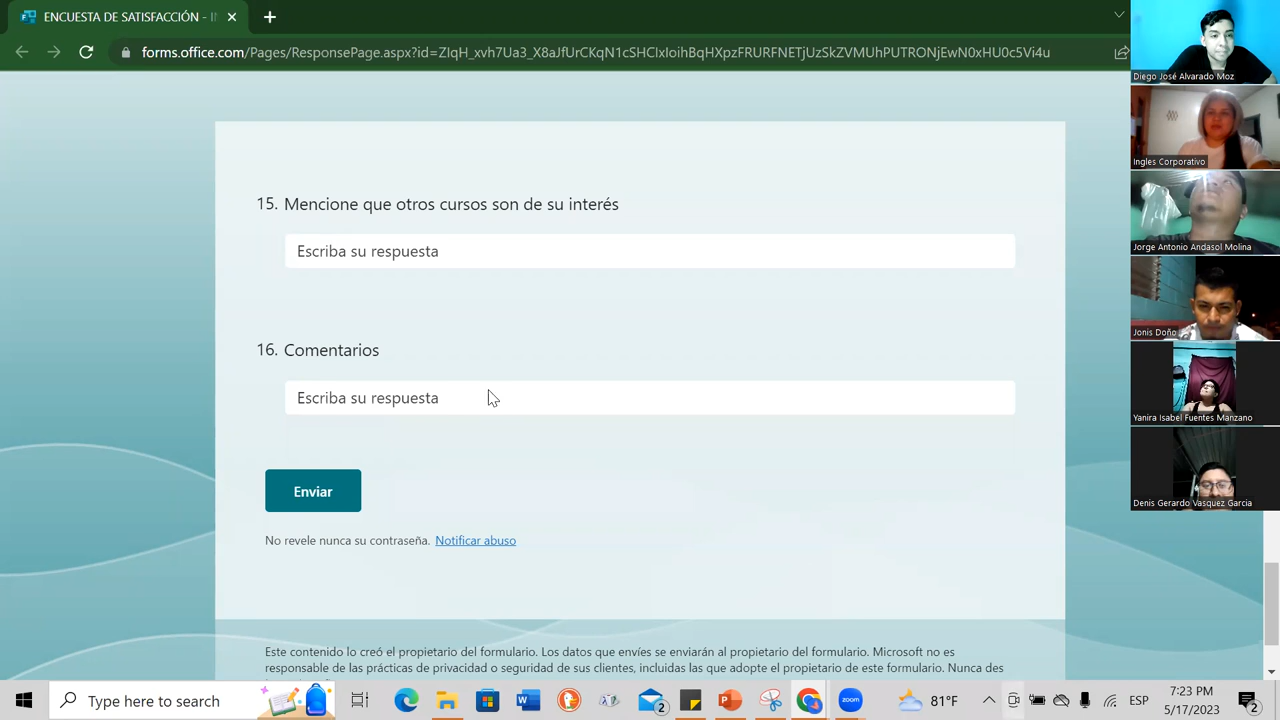 ENCUESTA DE SATISFACCIÓN - I
forms.office.com/Pages/ResponsePage.aspx?id=ZIqH_xvh7U-3_X8aJfUrCKqN1cSHCIxIoihBqHXpzFRURFNETjUzSkZVMUhPUTRONjEwN0xHU0c5Vi4u
Diego José Alvarado Moz
Ingles Corporativo
Jorge Antonio Andasol Molina
Jonis Doño
Yanira Isabel Fuentes Manzano
Denis Gerardo Vasquez Garcia
15. Mencione que otros cursos son de su interés
Escriba su respuesta
16. Comentarios
Escriba su respuesta
Enviar
No revele nunca su contraseña. Notificar abuso
Este contenido lo creó el propietario del formulario. Los datos que envíes se enviarán al propietario del formulario. Microsoft no es
responsable de las prácticas de privacidad o seguridad de sus clientes, incluidas las que adopte el propietario de este formulario. Nunca des
Type here to search
2
81°F
ESP
7:23 PM
5/17/2023
2